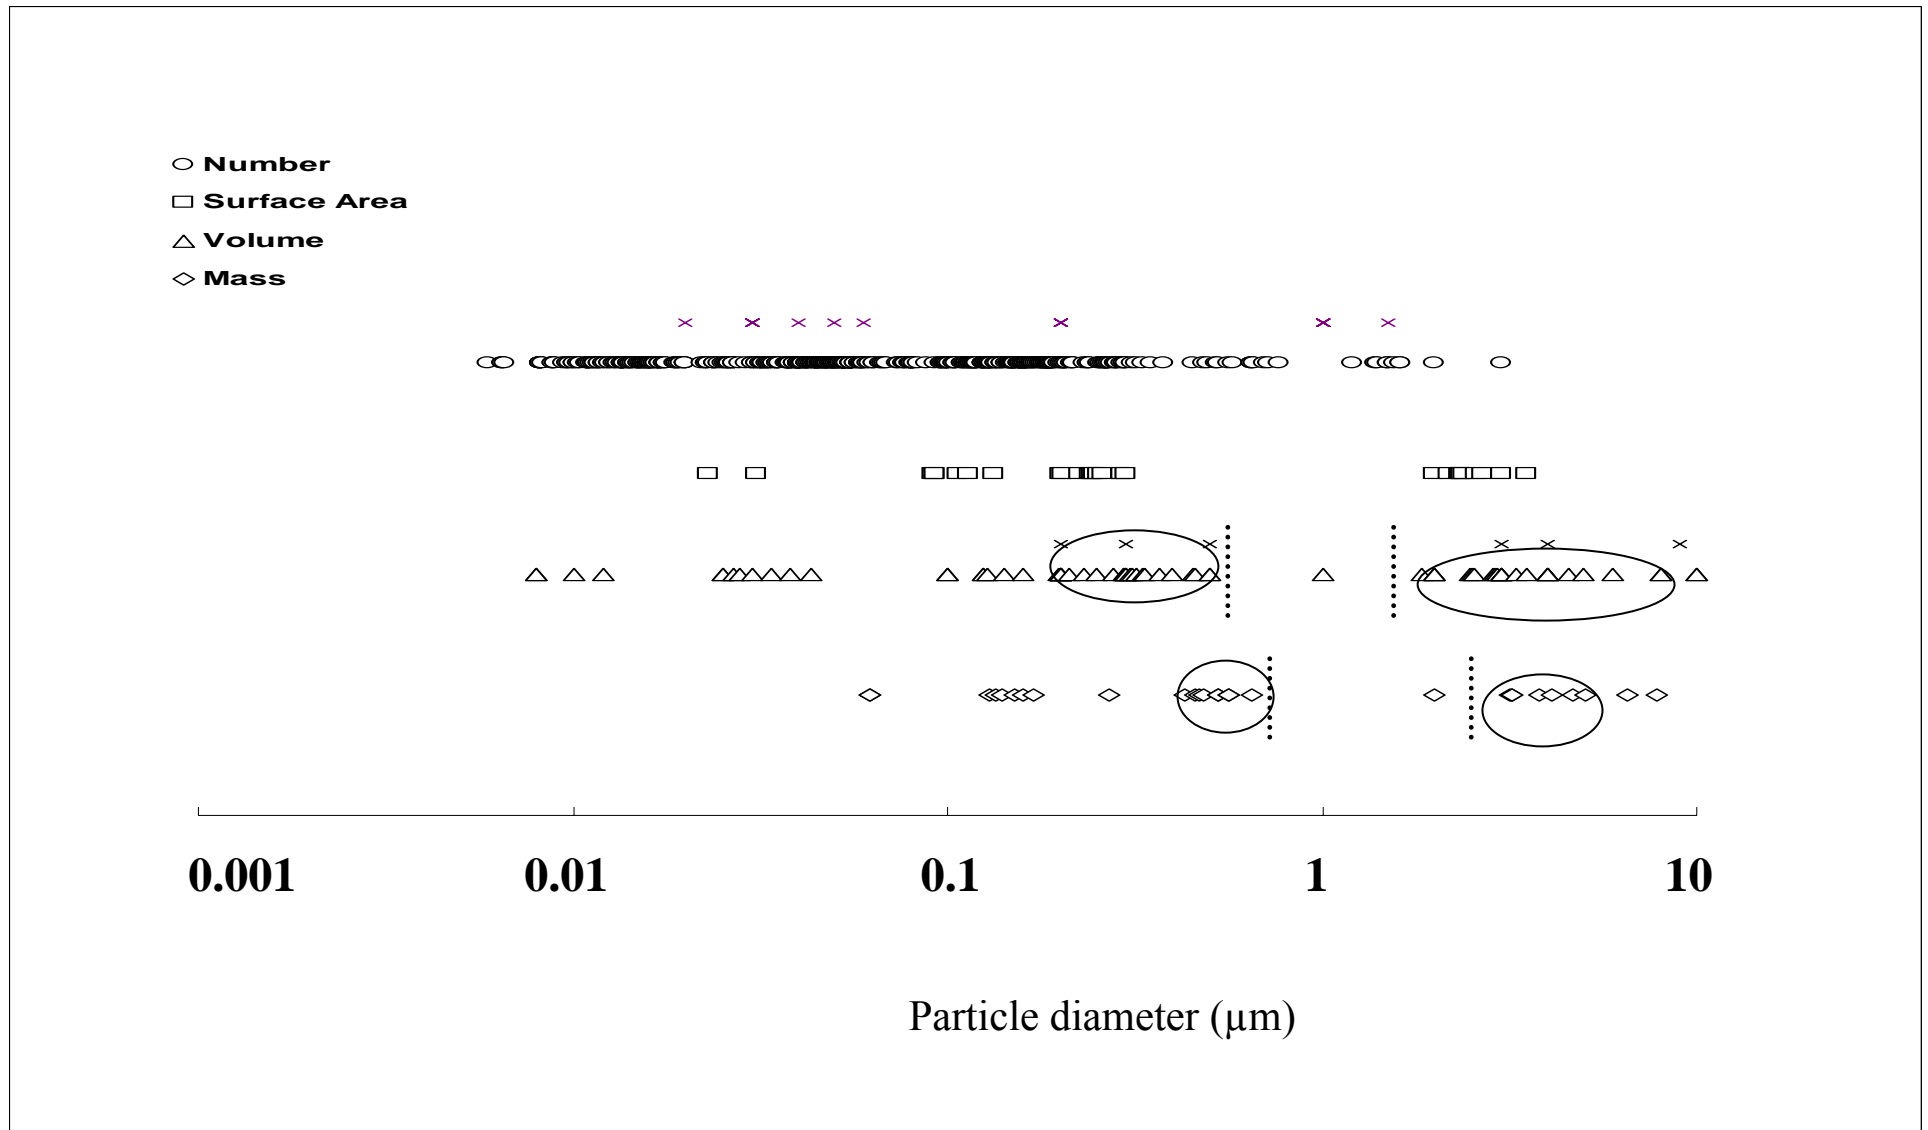 Number
Surface Area
Volume
Mass
0.001 0.01 0.1 1 10
Particle diameter (µm)